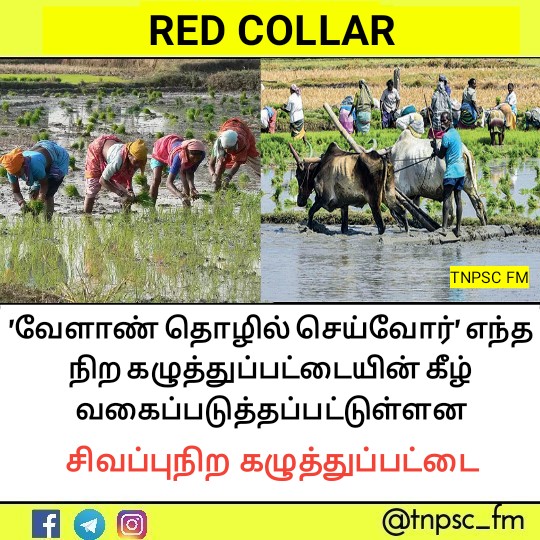 RED COLLAR
TNPSC FM
'வேளாண் தொழில் செய்வோர்' எந்த
நிற கழுத்துப்பட்டையின் கீழ்
வகைப்படுத்தப்பட்டுள்ளன
சிவப்புநிற கழுத்துப்பட்டை
@tnpsc_fm